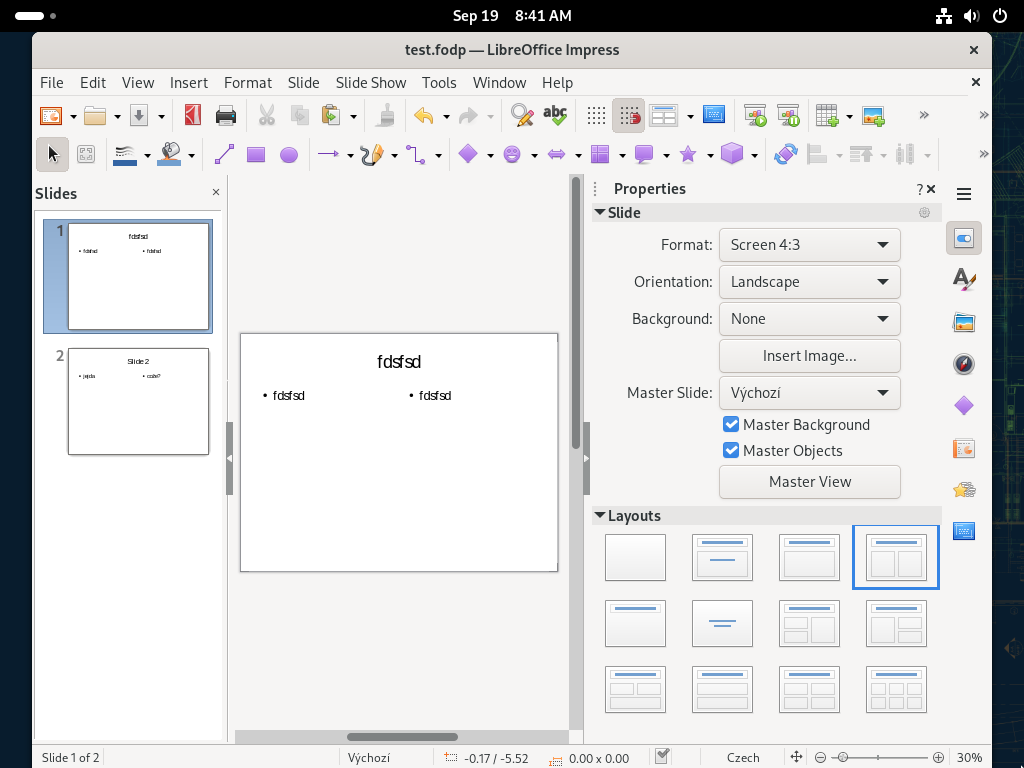 Sep 19 8:41 AM
test.fodp — LibreOffice Impress
File Edit View Insert Format Slide Slide Show Tools Window Help
abc
Slides
Properties
?
Slide
1
fdsfsd
• fdsfsd • fdsfsd
2
Slide 2
fdsfsd
• fdsfsd • fdsfsd
Format: Screen 4:3
Orientation: Landscape
Background: None
Insert Image...
Master Slide: Výchozí
Master Background
Master Objects
Master View
Layouts
Slide 1 of 2 Výchozí -0.17 / -5.52 0.00 x 0.00 Czech 30%